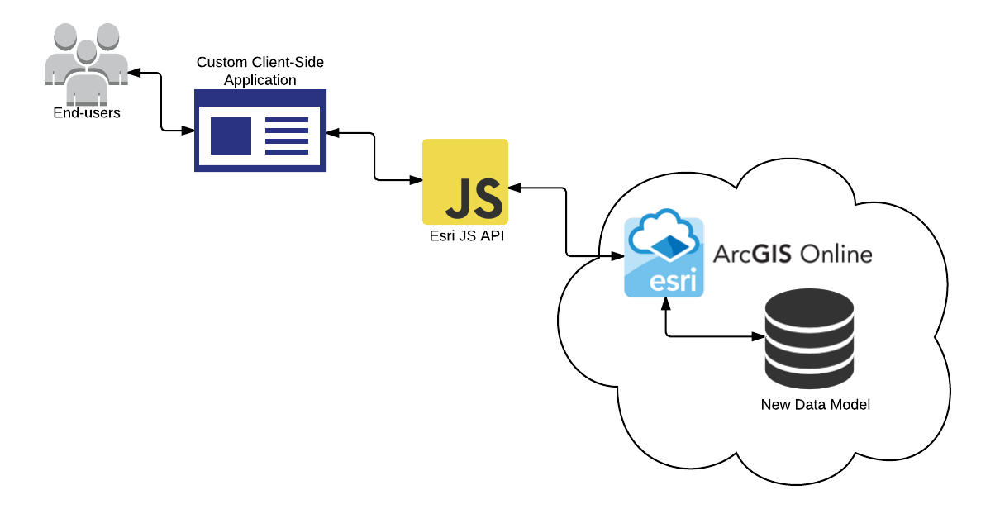 End-users
Custom Client-Side
Application
JS
Esri JS API
esri
ArcGIS Online
New Data Model